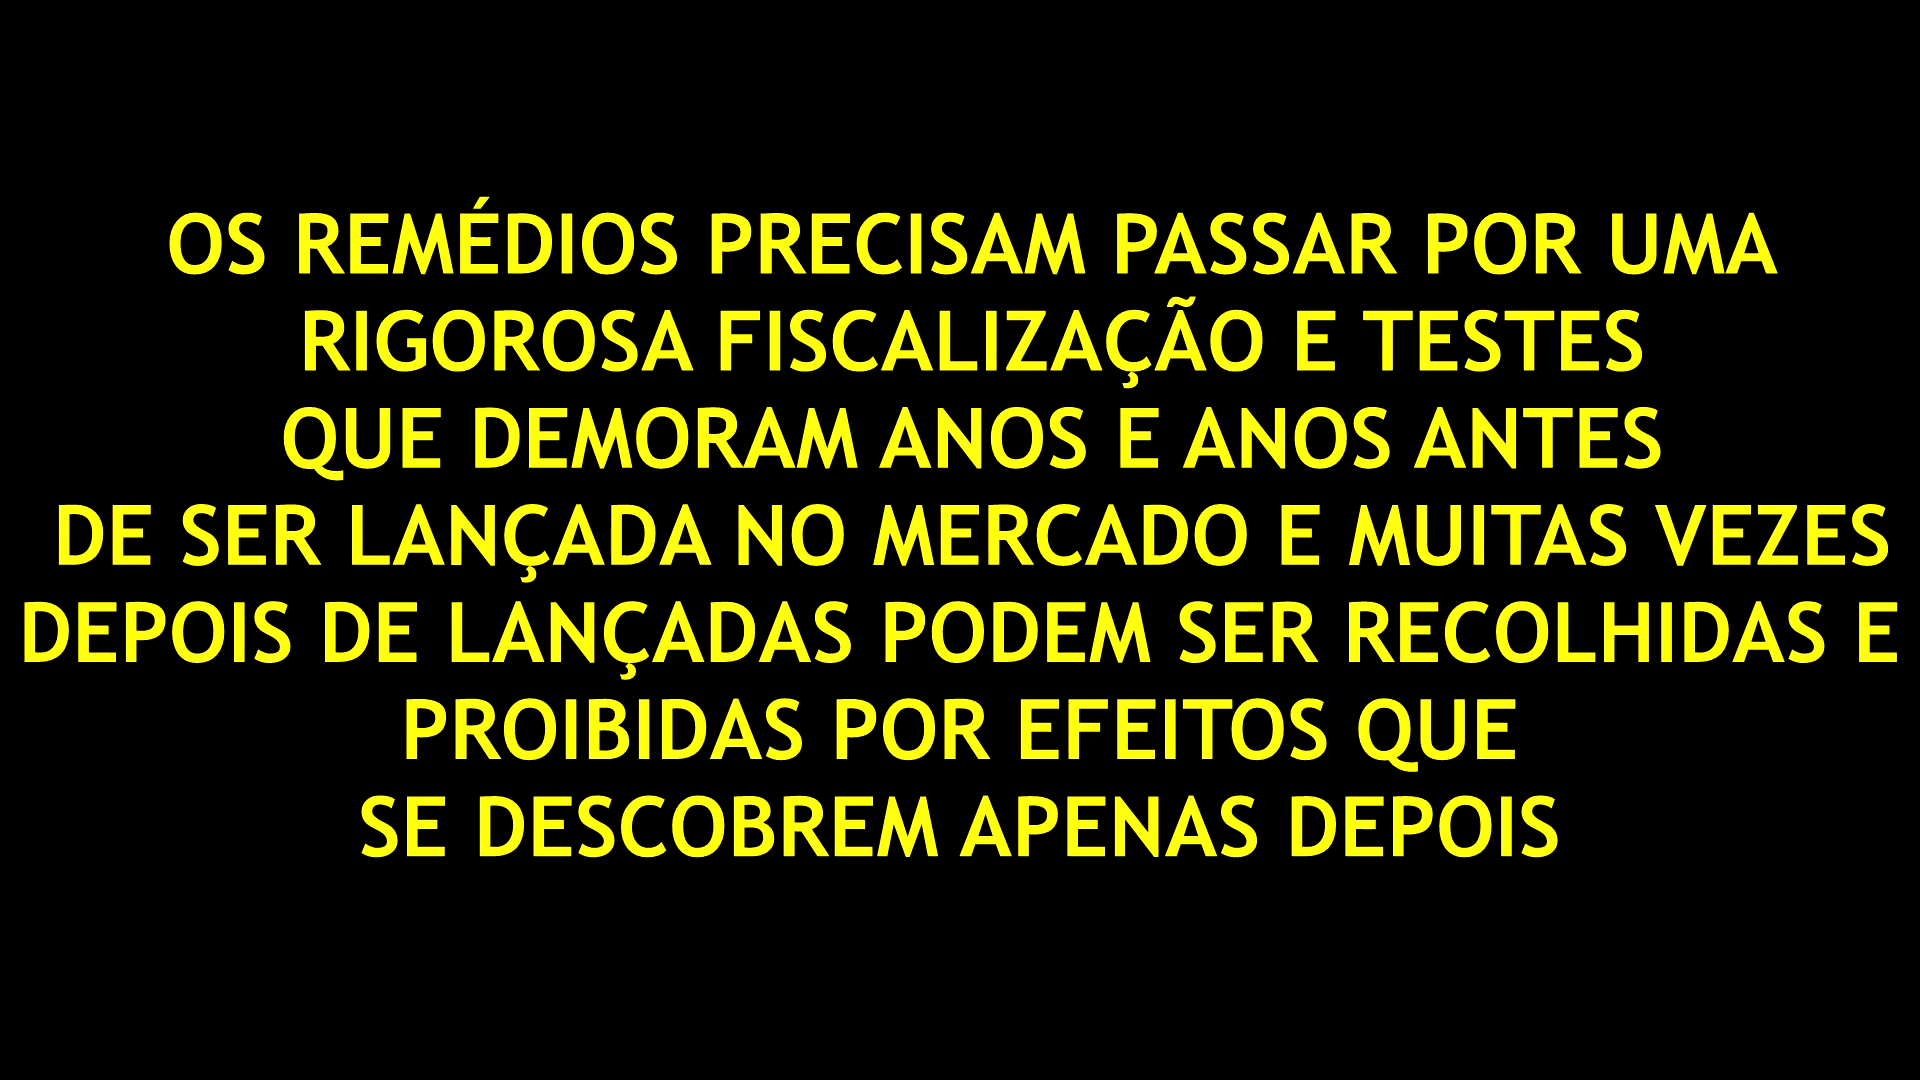 OS REMÉDIOS PRECISAM PASSAR POR UMA
RIGOROSA FISCALIZAÇÃO E TESTES
QUE DEMORAM ANOS E ANOS ANTES
DE SER LANÇADA NO MERCADO E MUITAS VEZES
DEPOIS DE LANÇADAS PODEM SER RECOLHIDAS E
PROIBIDAS POR EFEITOS QUE
SE DESCOBREM APENAS DEPOIS